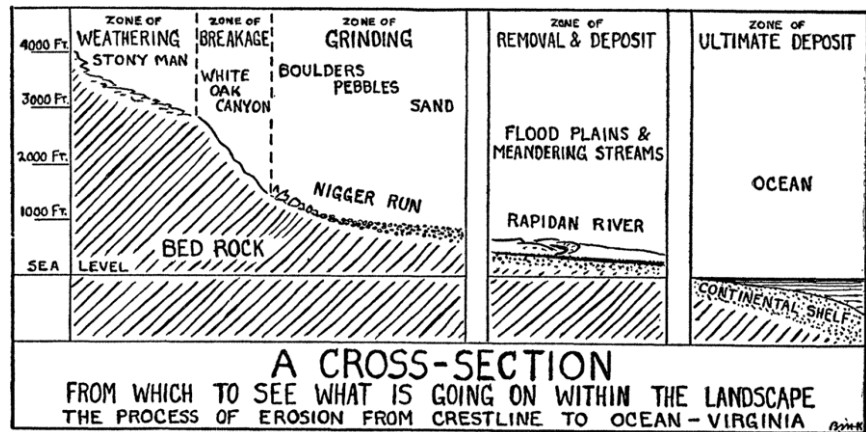 ZONE OF
WEATHERING
STONY MAN
ZONE OF
BREAKAGE
WHITE
OAK
CANYON
ZONE OF
GRINDING
BOULDERS
PEBBLES
SAND
NIGGER RUN
ZONE OF
REMOVAL & DEPOSIT
FLOOD PLAINS &
MEANDERING STREAMS
RAPIDAN RIVER
ZONE OF
ULTIMATE DEPOSIT
OCEAN
CONTINENTAL SHELF
4000 FT.
3000 FT.
2000 FT.
1000 FT.
SEA LEVEL
BED ROCK
A CROSS-SECTION
FROM WHICH TO SEE WHAT IS GOING ON WITHIN THE LANDSCAPE
THE PROCESS OF EROSION FROM CRESTLINE TO OCEAN - VIRGINIA